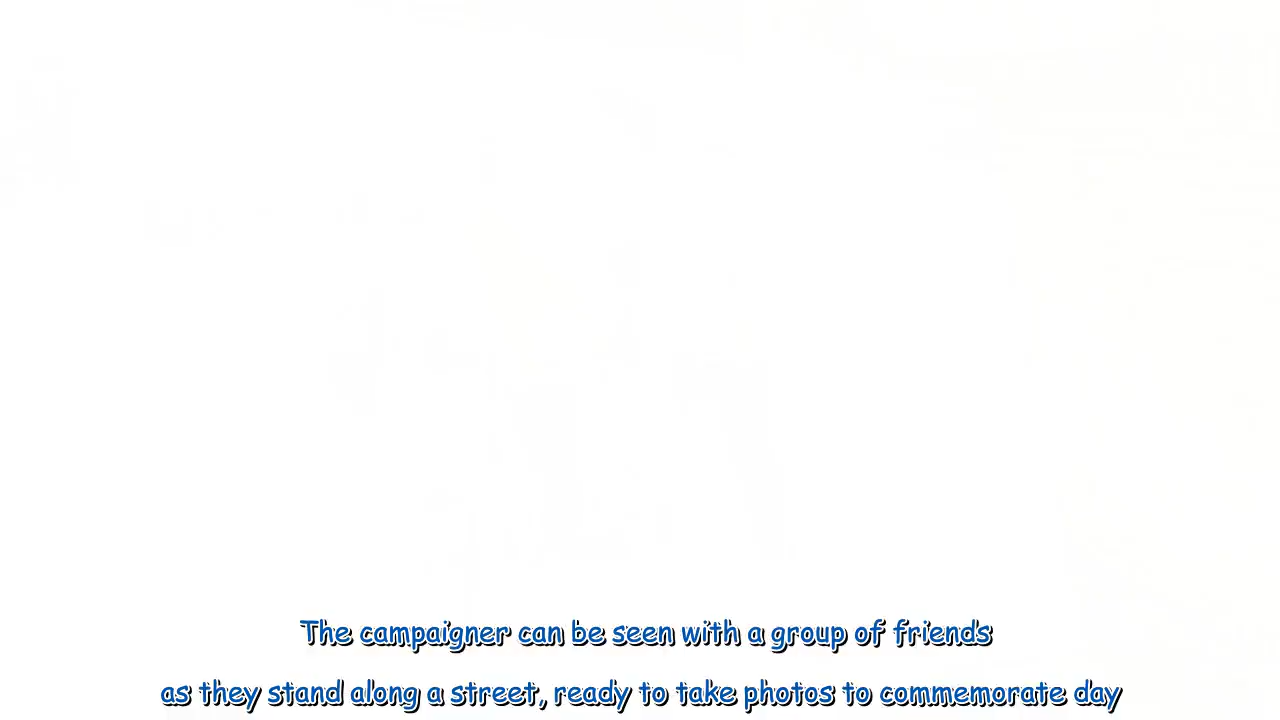 The campaigner can be seen with a group of friends
as they stand along a street, ready to take photos to commemorate day